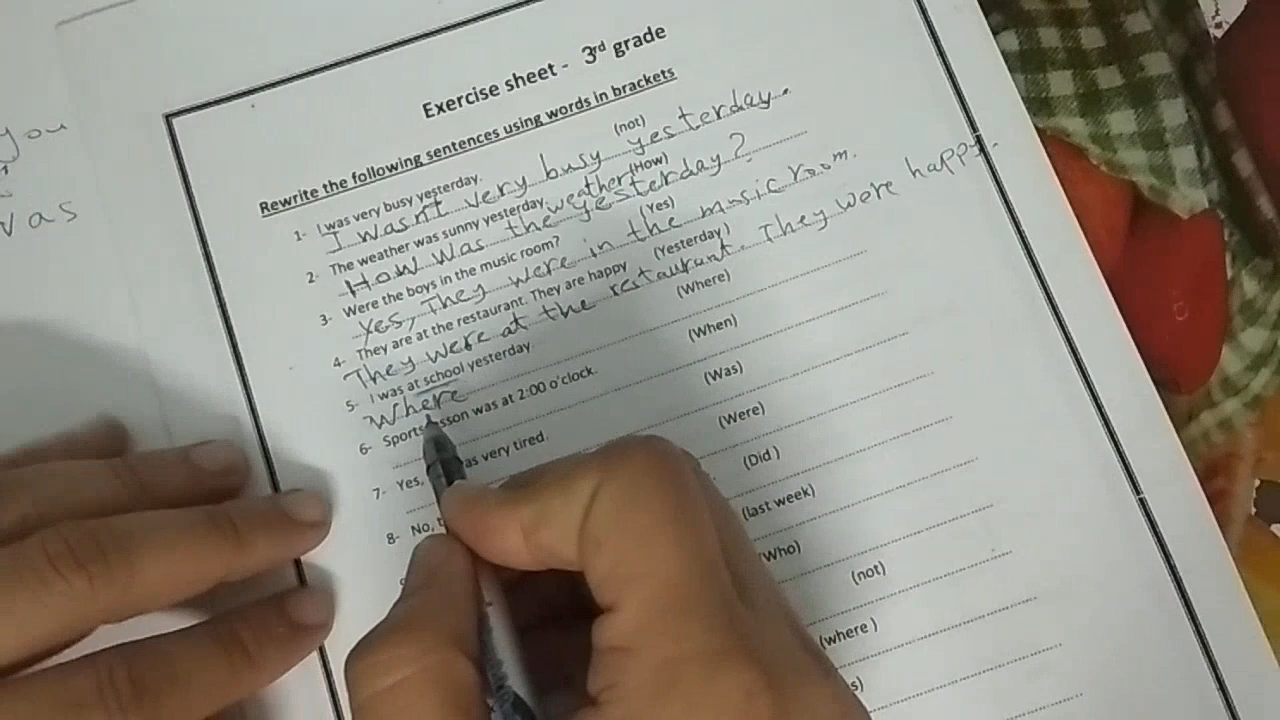 you
was
Exercise sheet - 3rd grade
Rewrite the following sentences using words in brackets
1- I was very busy yesterday. (not)
I wasn't very busy yesterday.
2- The weather was sunny yesterday. (How)
How was the weather yesterday?
3- Were the boys in the music room? (Yes)
Yes, They were in the music room.
4- They are at the restaurant. They are happy (Yesterday)
They were at the restaurant. They were happy.
5- I was at school yesterday. (Where)
Where
6- Sports was at 2:00 o'clock. (When)
7- Yes, was very tired. (Was)
8- No, (Were)
(Did )
(last week)
(Who)
(not)
(where )